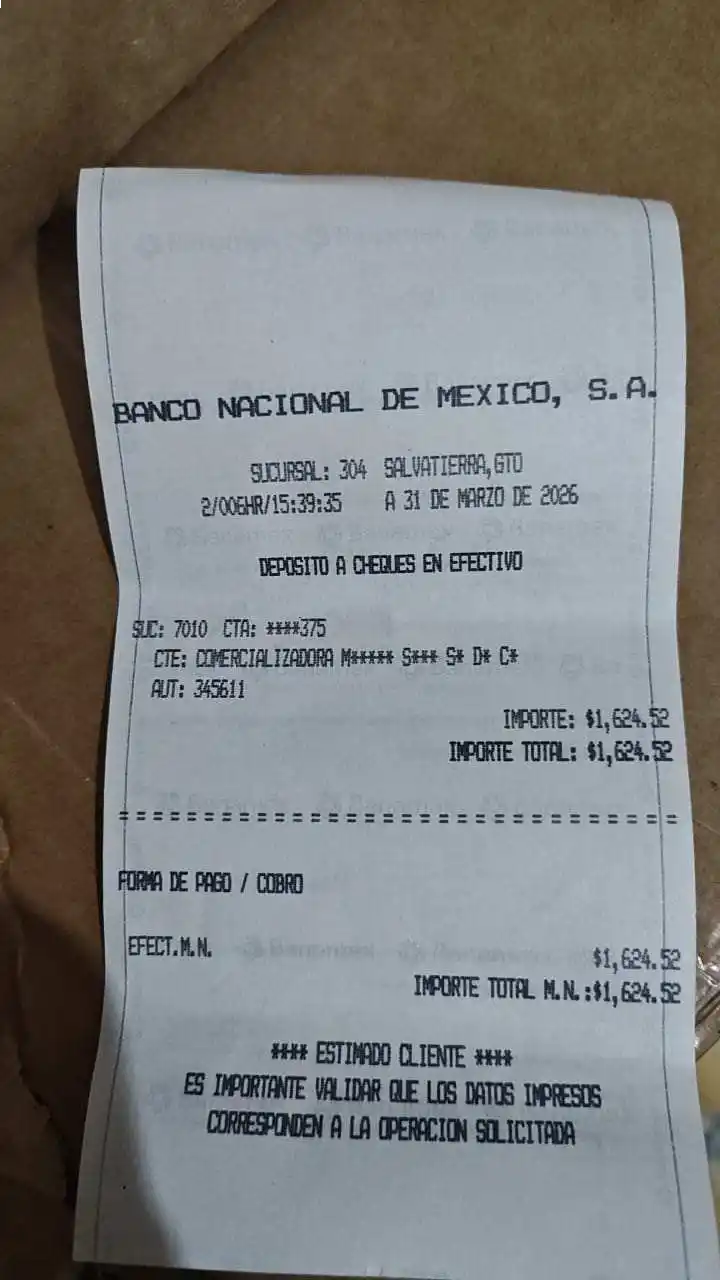 BANCO NACIONAL DE MEXICO, S.A.
SUCURSAL: 304 SALVATIERRA,GTO
2/006HR/15:39:35 A 31 DE MARZO DE 2026
DEPOSITO A CHEQUES EN EFECTIVO
SUC: 7010 CTA: ****375
CTE: COMERCIALIZADORA M***** S*** S* D* C*
AUT: 345611
IMPORTE: $1,624.52
IMPORTE TOTAL: $1,624.52
================================
FORMA DE PAGO / COBRO
EFECT.M.N. $1,624.52
IMPORTE TOTAL M.N.:$1,624.52
**** ESTIMADO CLIENTE ****
ES IMPORTANTE VALIDAR QUE LOS DATOS IMPRESOS
CORRESPONDEN A LA OPERACION SOLICITADA